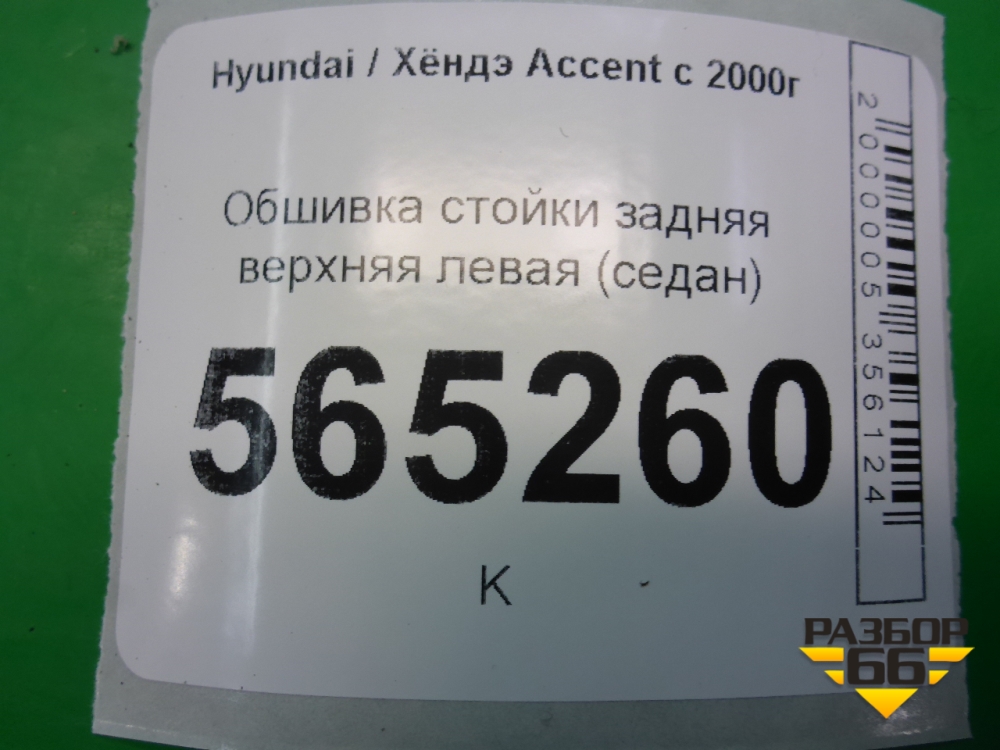 Hyundai / Хёндэ Accent с 2000г
Обшивка стойки задняя
верхняя левая (седан)
565260
К
2000005356124
РАЗБОР
66